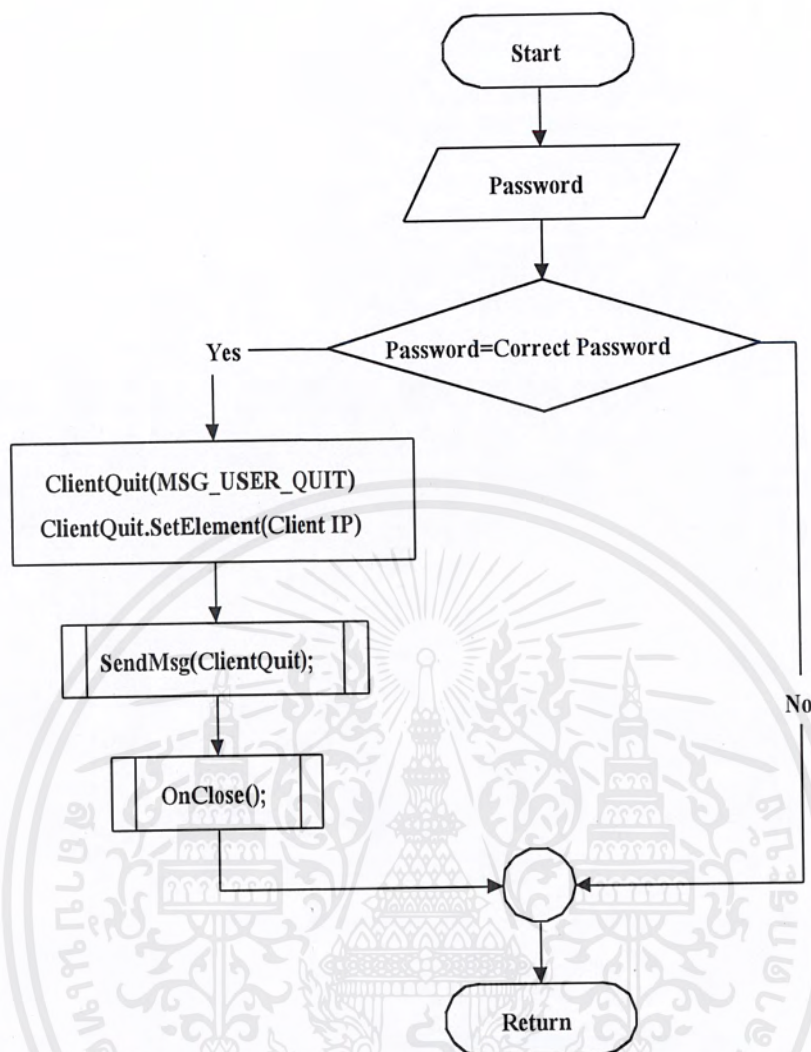 Start
Password
Password=Correct Password
Yes
ClientQuit(MSG_USER_QUIT)
ClientQuit.SetElement(Client IP)
SendMsg(ClientQuit);
No
OnClose();
Return